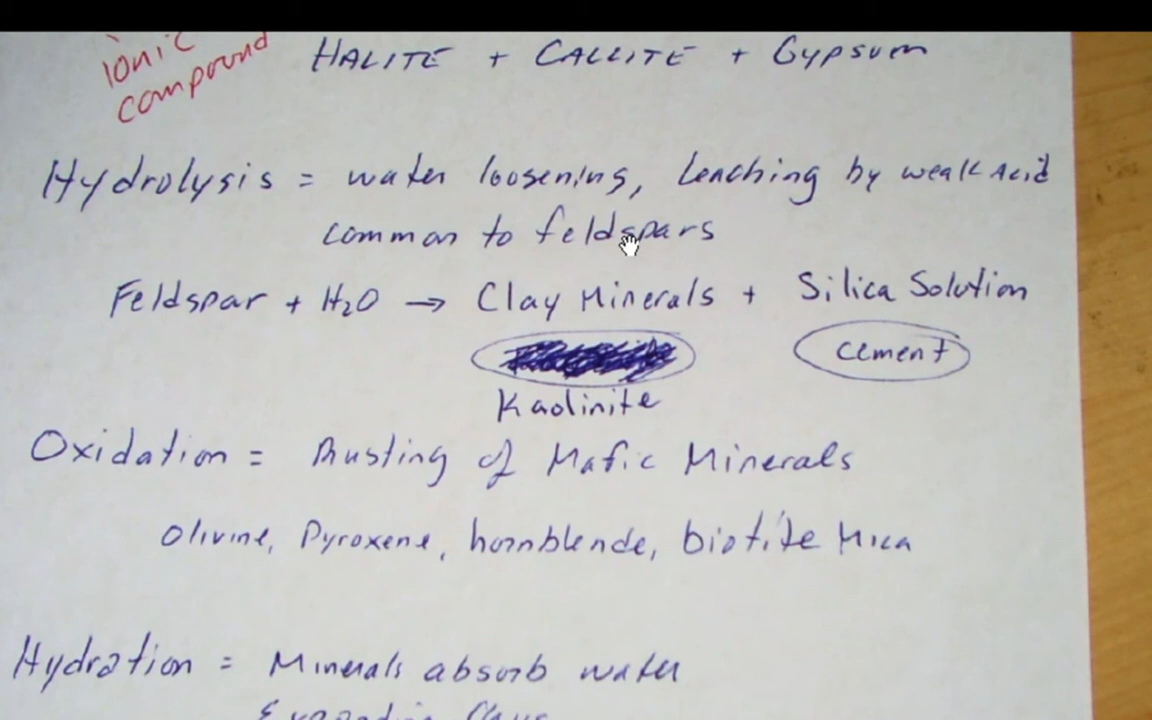 ionic
compound
HALITE + CALLITE + Gypsum
Hydrolysis = water loosening, Leaching by weak Acid
common to feldspars
Feldspar + H₂O → Clay Minerals + Silica Solution
cement
Kaolinite
Oxidation = Rusting of Mafic Minerals
Olivine, Pyroxene, hornblende, biotite Mica
Hydration = Minerals absorb water